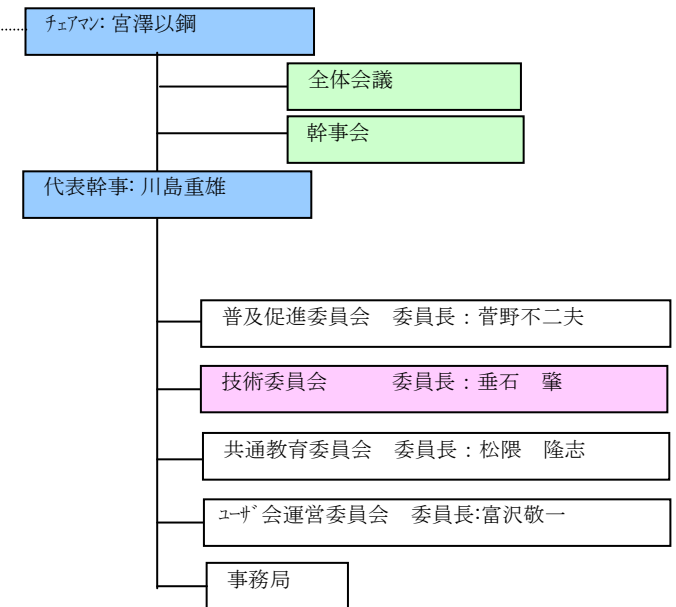 ﾁｪｱﾏﾝ: 宮澤以鋼
全体会議
幹事会
代表幹事: 川島重雄
普及促進委員会　委員長：菅野不二夫
技術委員会　　　委員長：垂石　肇
共通教育委員会　委員長：松隈　隆志
ﾕｰｻﾞ会運営委員会　委員長:富沢敬一
事務局